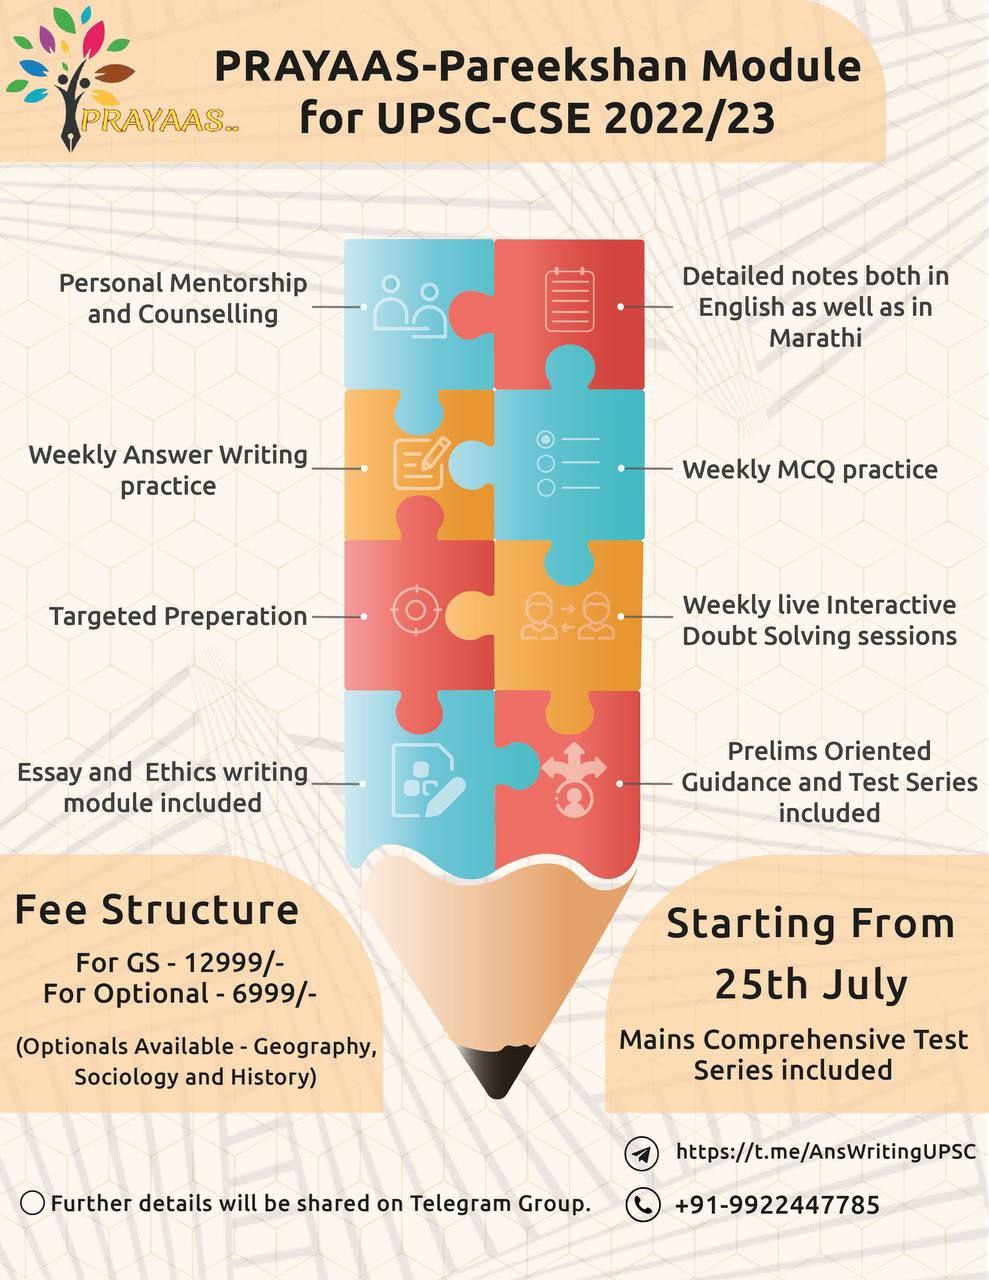 PRAYAAS..
PRAYAAS-Pareekshan Module
for UPSC-CSE 2022/23
Personal Mentorship
and Counselling
Detailed notes both in
English as well as in
Marathi
Weekly Answer Writing
practice
Weekly MCQ practice
Targeted Preperation
Weekly live Interactive
Doubt Solving sessions
Essay and Ethics writing
module included
Prelims Oriented
Guidance and Test Series
included
Fee Structure
For GS - 12999/-
For Optional - 6999/-
(Optionals Available - Geography,
Sociology and History)
Starting From
25th July
Mains Comprehensive Test
Series included
https://t.me/AnsWritingUPSC
Further details will be shared on Telegram Group.
+91-9922447785